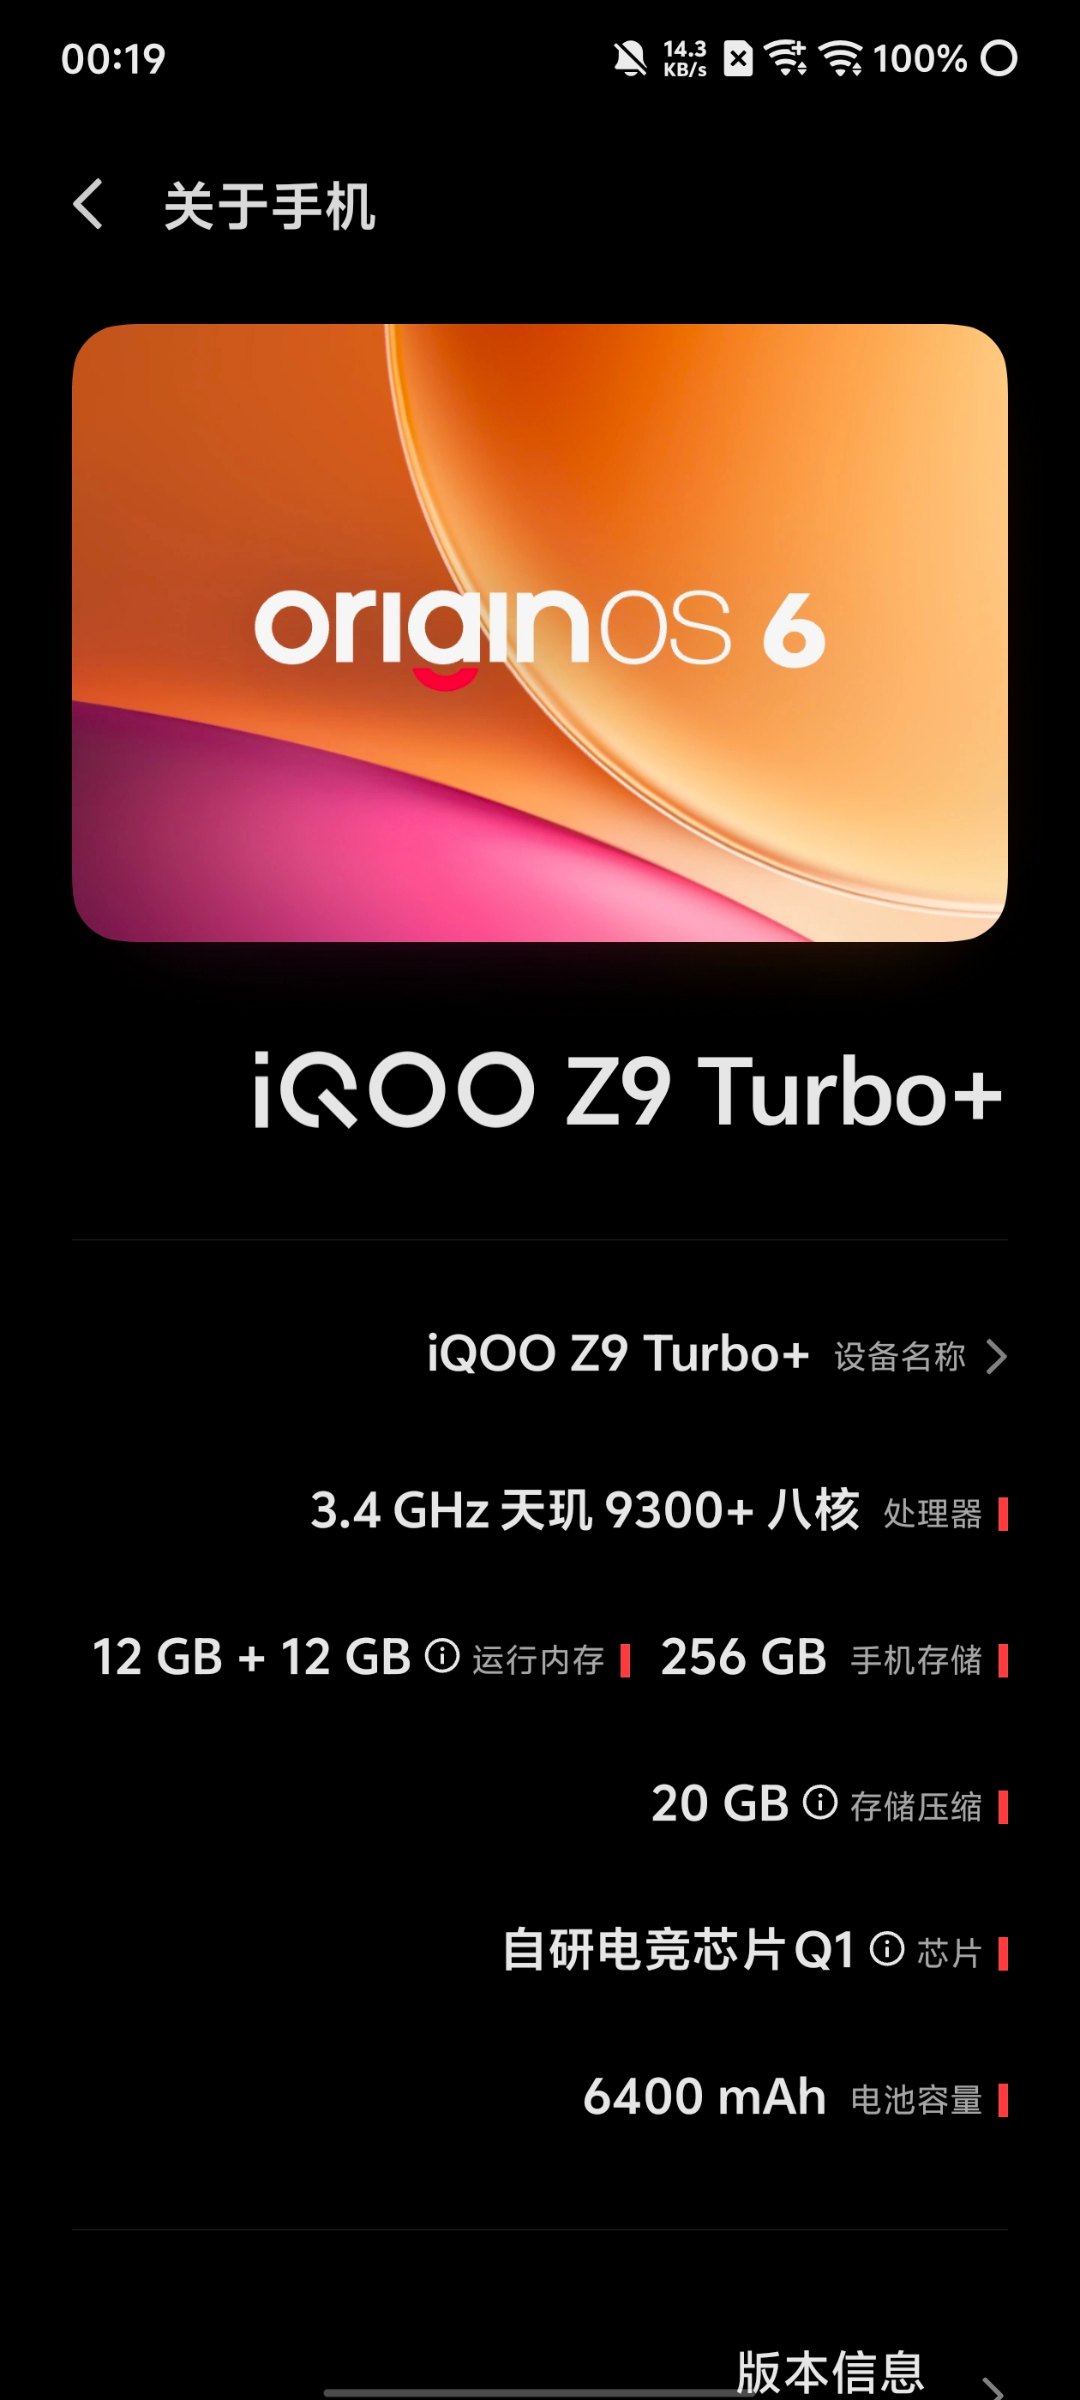 00:19 14.3 KB/s 100%
关于手机
originOS 6
iQOO Z9 Turbo+
iQOO Z9 Turbo+ 设备名称
3.4 GHz 天玑 9300+ 八核 处理器
12 GB + 12 GB 运行内存 256 GB 手机存储
20 GB 存储压缩
自研电竞芯片Q1 芯片
6400 mAh 电池容量
版本信息